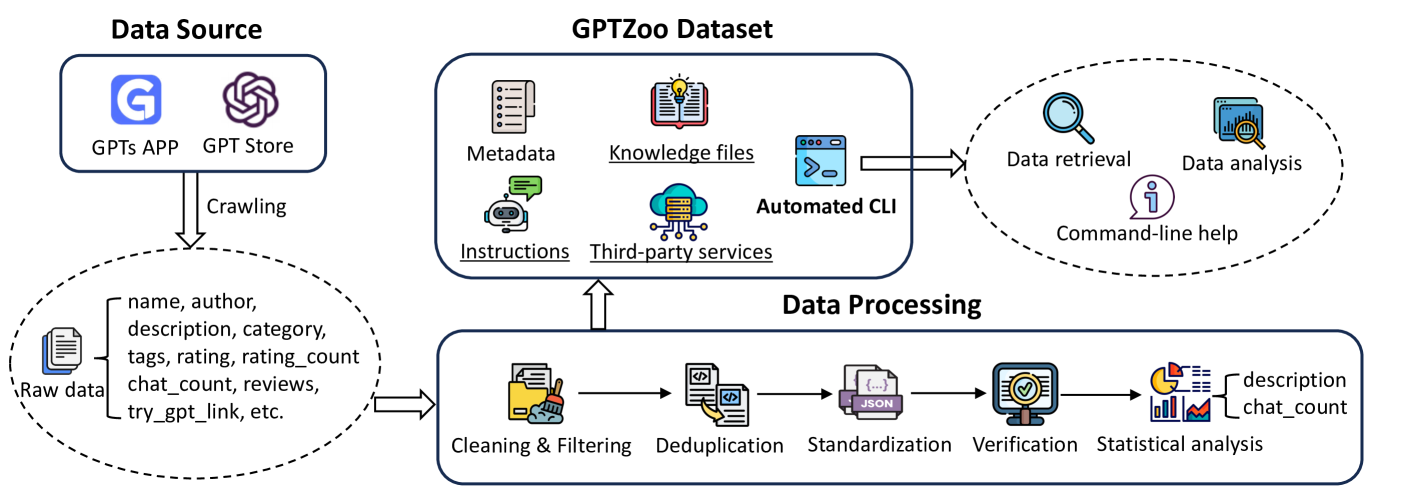 Data Source
GPTs APP
GPT Store
Crawling
Raw data
name, author,
description, category,
tags, rating, rating_count
chat_count, reviews,
try_gpt_link, etc.
GPTZoo Dataset
Metadata
Knowledge files
Instructions
Third-party services
Automated CLI
Data retrieval
Data analysis
Command-line help
Data Processing
Cleaning & Filtering
Deduplication
{...}
JSON
Standardization
Verification
Statistical analysis
description
chat_count